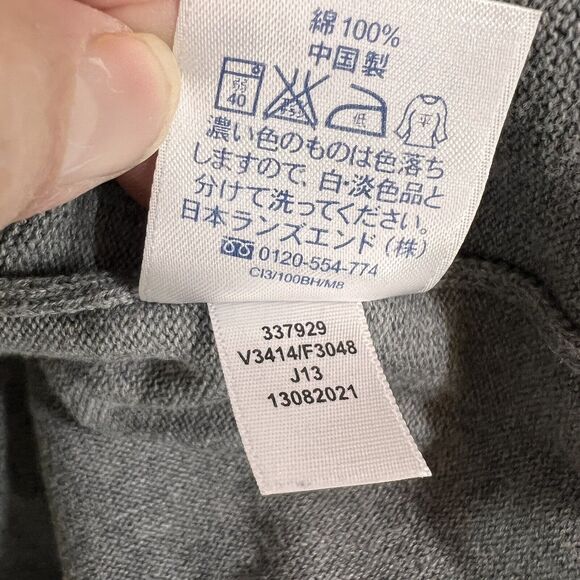 綿 100%
中国製
弱 40 低 平
濃い色のものは色落ち
しますので、白・淡色品と
分けて洗ってください。
日本ランズエンド（株）
0120-554-774
CI3/100BH/M8
337929
V3414/F3048
J13
13082021